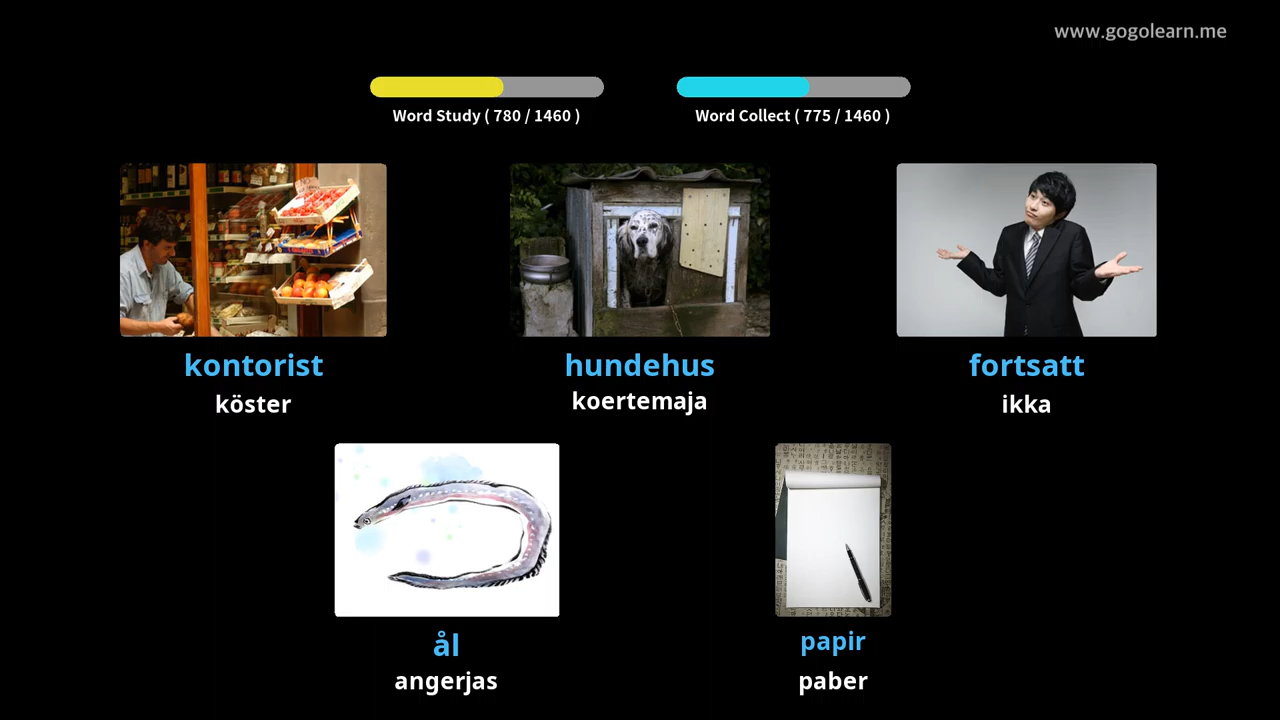 www.gogolearn.me
Word Study ( 780 / 1460 )
Word Collect ( 775 / 1460 )
kontorist
köster
hundehus
koertemaja
fortsatt
ikka
ål
angerjas
papir
paber